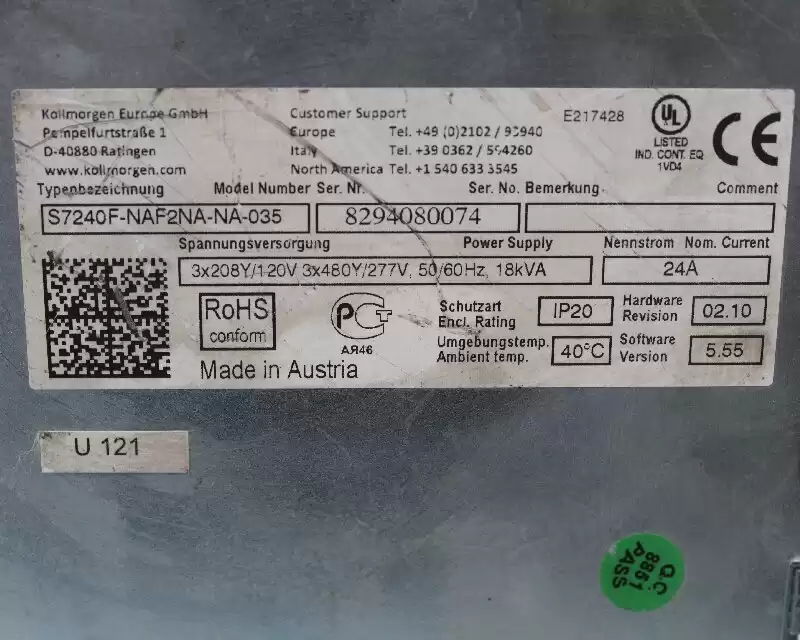 Kollmorgen Europe GmbH
Pempelfurtstraße 1
D-40880 Ratingen
www.kollmorgen.com
Customer Support
Europe Tel. +49 (0)2102 / 93940
Italy Tel. +39 0362 / 594260
North America Tel. +1 540 633 3545
E217428
UL
LISTED
IND. CONT. EQ
1VD4
CE
Typenbezeichnung Model Number Ser. Nr. Ser. No. Bemerkung Comment
S7240F-NAF2NA-NA-035 8294080074
Spannungsversorgung Power Supply Nennstrom Nom. Current
3x208Y/120V 3x480Y/277V, 50/60Hz, 18kVA 24A
RoHS
conform
PCT
АЯ46
Made in Austria
Schutzart
Encl. Rating IP20
Hardware
Revision 02.10
Umgebungstemp.
Ambient temp. 40°C
Software
Version 5.55
U 121
Q.C
8851
PASS